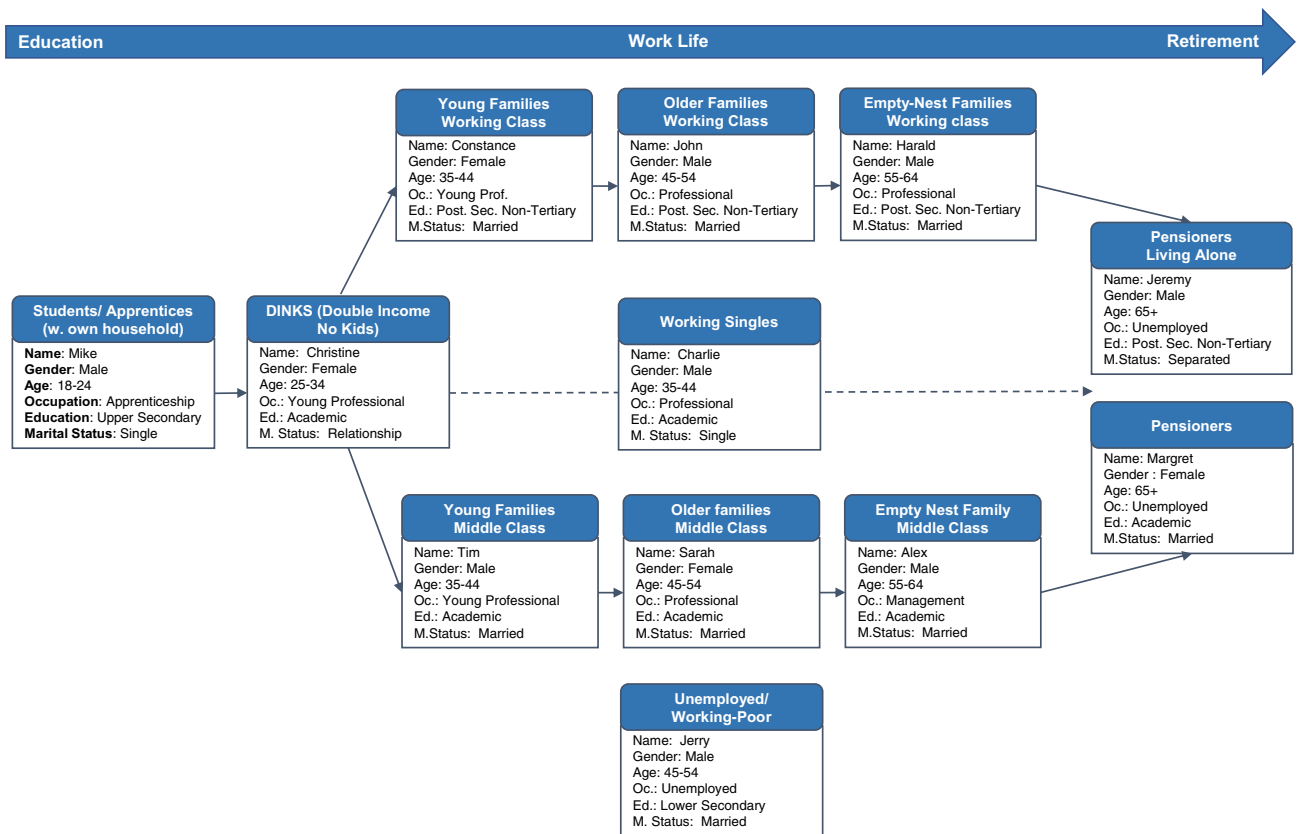 Education
Work Life
Retirement
Young Families
Working Class
Name: Constance
Gender: Female
Age: 35-44
Oc.: Young Prof.
Ed.: Post. Sec. Non-Tertiary
M.Status: Married
Older Families
Working Class
Name: John
Gender: Male
Age: 45-54
Oc.: Professional
Ed.: Post. Sec. Non-Tertiary
M.Status: Married
Empty-Nest Families
Working class
Name: Harald
Gender: Male
Age: 55-64
Oc.: Professional
Ed.: Post. Sec. Non-Tertiary
M.Status: Married
Pensioners
Living Alone
Name: Jeremy
Gender: Male
Age: 65+
Oc.: Unemployed
Ed.: Post. Sec. Non-Tertiary
M.Status: Separated
Students/ Apprentices
(w. own household)
Name: Mike
Gender: Male
Age: 18-24
Occupation: Apprenticeship
Education: Upper Secondary
Marital Status: Single
DINKS (Double Income
No Kids)
Name: Christine
Gender: Female
Age: 25-34
Oc.: Young Professional
Ed.: Academic
M. Status: Relationship
Working Singles
Name: Charlie
Gender: Male
Age: 35-44
Oc.: Professional
Ed.: Academic
M. Status: Single
Pensioners
Name: Margret
Gender : Female
Age: 65+
Oc.: Unemployed
Ed.: Academic
M.Status: Married
Young Families
Middle Class
Name: Tim
Gender: Male
Age: 35-44
Oc.: Young Professional
Ed.: Academic
M.Status: Married
Older families
Middle Class
Name: Sarah
Gender: Female
Age: 45-54
Oc.: Professional
Ed.: Academic
M.Status: Married
Empty Nest Family
Middle Class
Name: Alex
Gender: Male
Age: 55-64
Oc.: Management
Ed.: Academic
M.Status: Married
Unemployed/
Working-Poor
Name: Jerry
Gender: Male
Age: 45-54
Oc.: Unemployed
Ed.: Lower Secondary
M. Status: Married